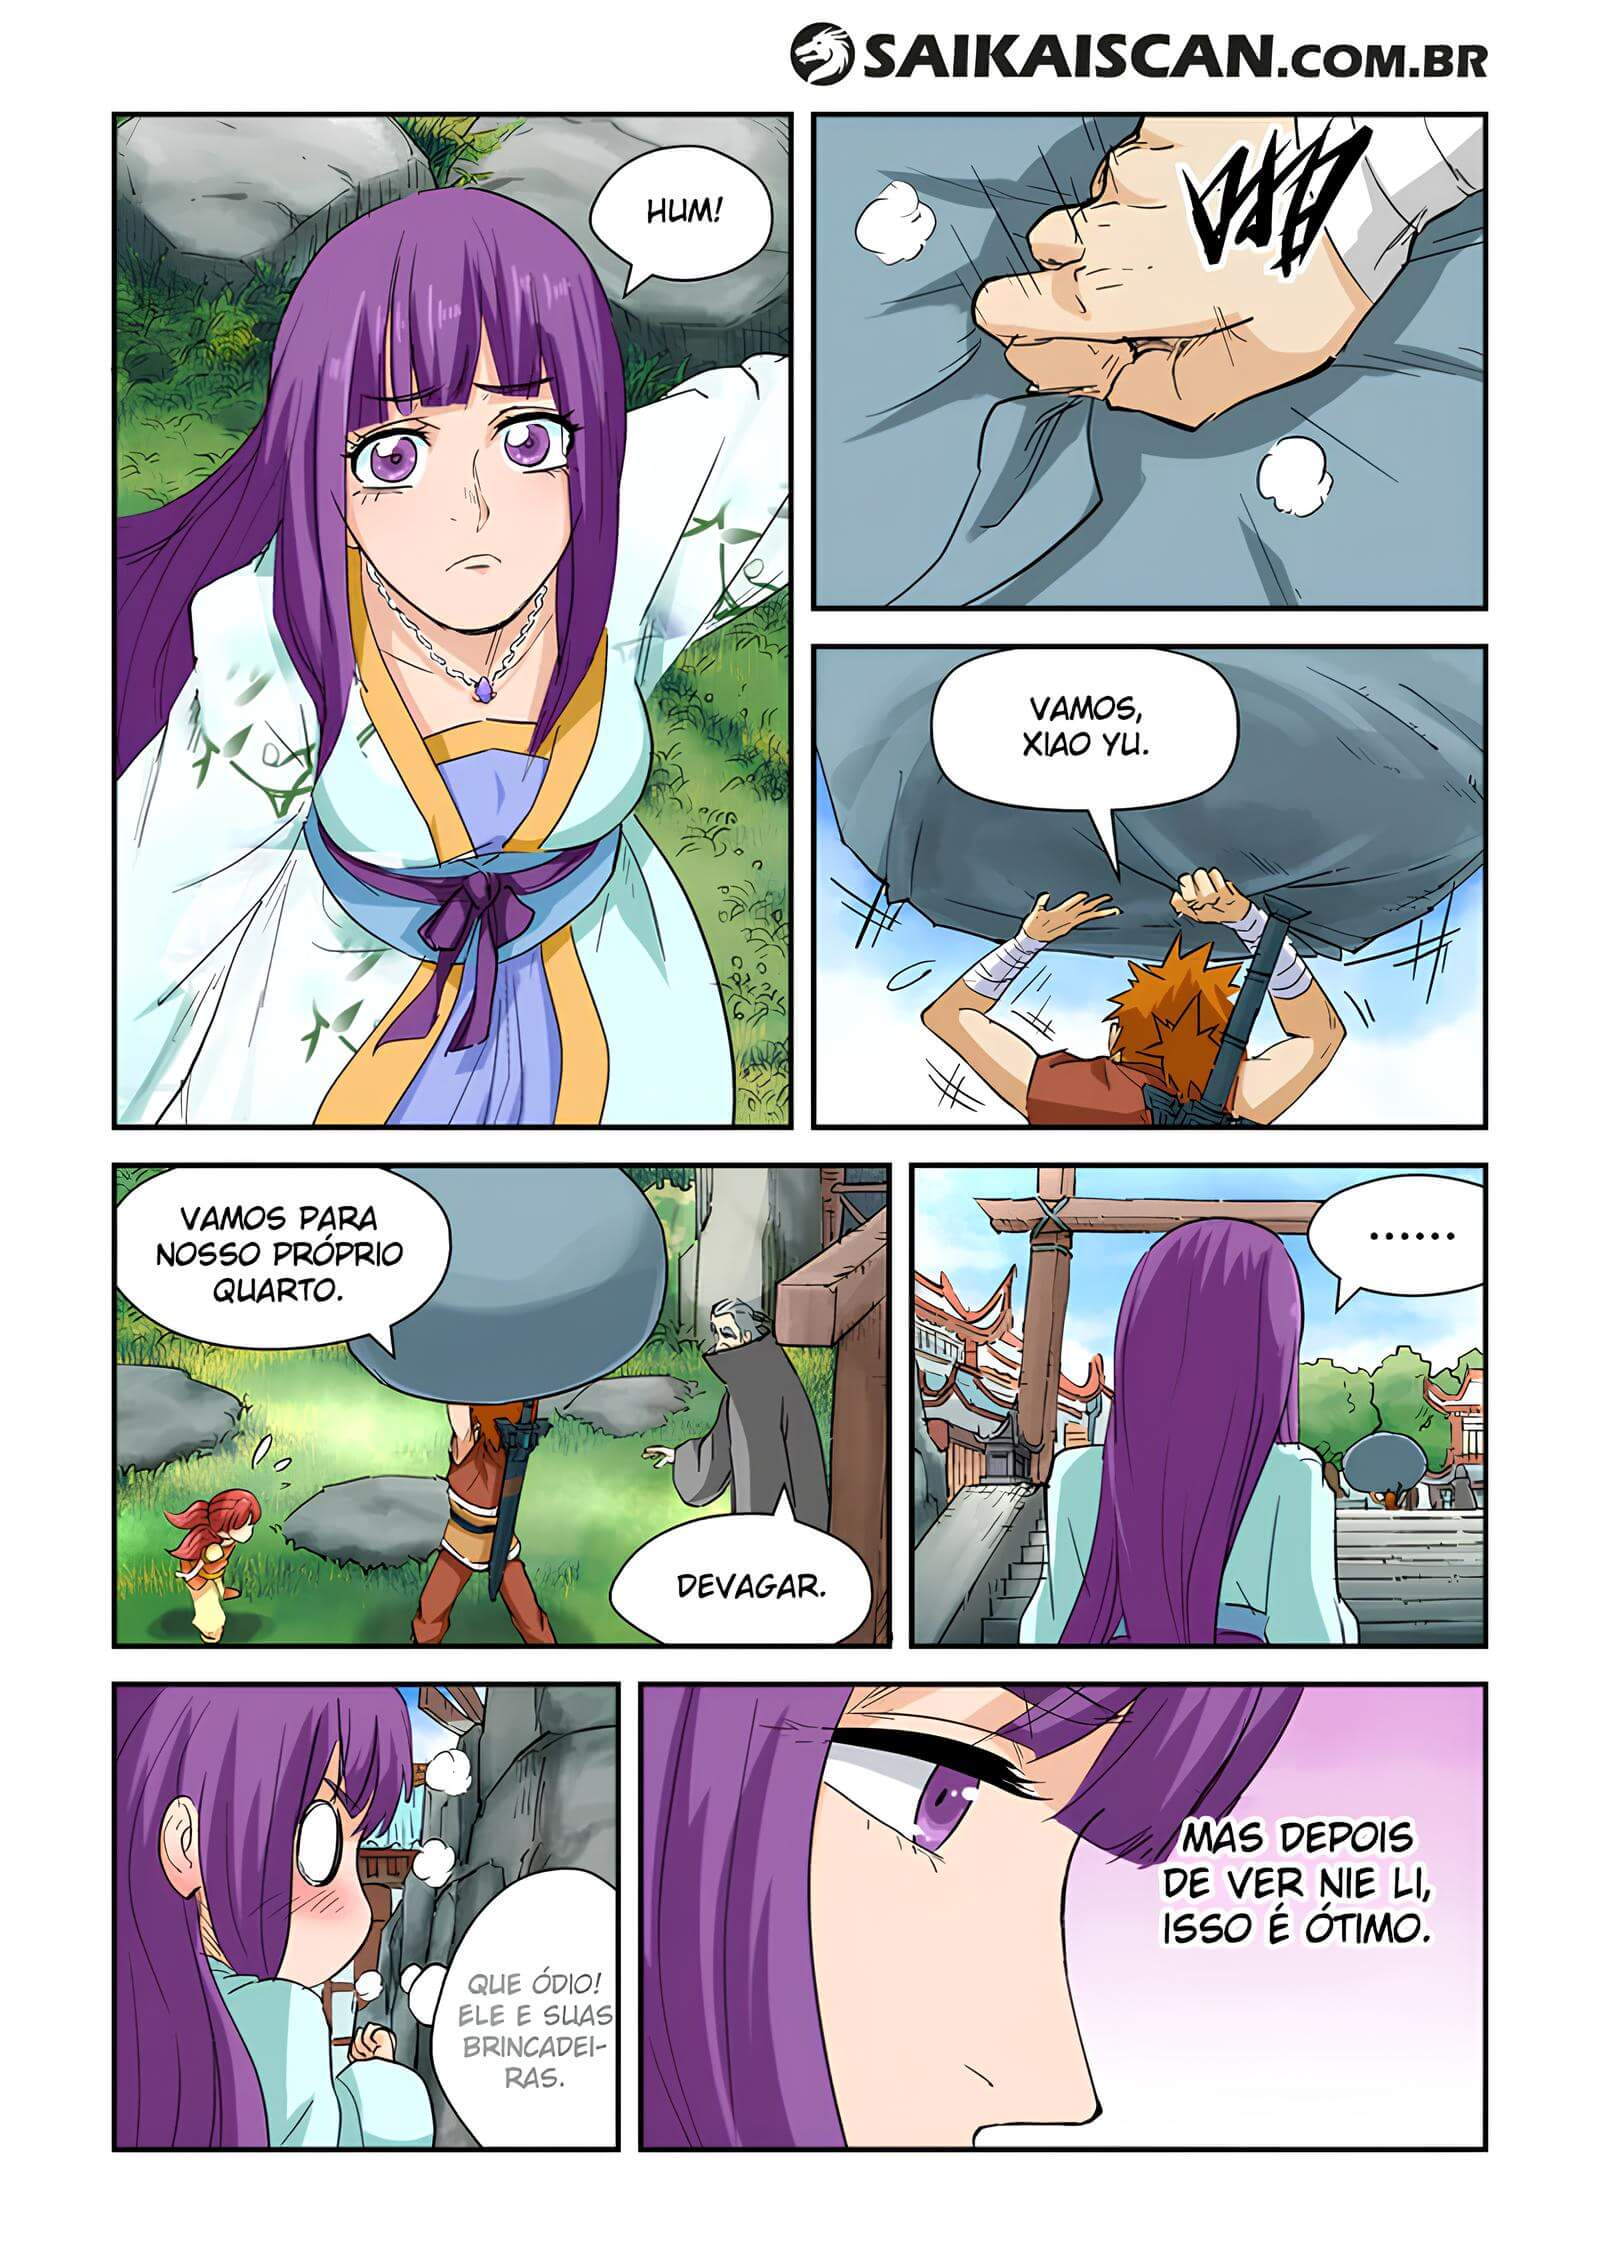 SAIKAISCAN.COM.BR
HUM!
VAMOS,
XIAO YU.
VAMOS PARA
NOSSO PRÓPRIO
QUARTO.
DEVAGAR.
......
QUE ÓDIO!
ELE E SUAS
BRINCADEI-
RAS.
MAS DEPOIS
DE VER NIE LI,
ISSO É ÓTIMO.